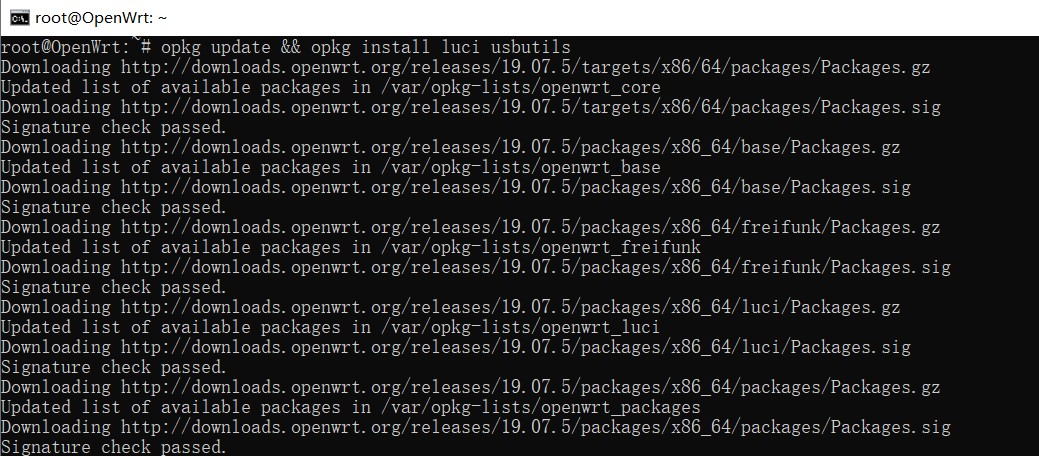 root@OpenWrt: ~
root@OpenWrt:~# opkg update && opkg install luci usbutils
Downloading http://downloads.openwrt.org/releases/19.07.5/targets/x86/64/packages/Packages.gz
Updated list of available packages in /var/opkg-lists/openwrt_core
Downloading http://downloads.openwrt.org/releases/19.07.5/targets/x86/64/packages/Packages.sig
Signature check passed.
Downloading http://downloads.openwrt.org/releases/19.07.5/packages/x86_64/base/Packages.gz
Updated list of available packages in /var/opkg-lists/openwrt_base
Downloading http://downloads.openwrt.org/releases/19.07.5/packages/x86_64/base/Packages.sig
Signature check passed.
Downloading http://downloads.openwrt.org/releases/19.07.5/packages/x86_64/freifunk/Packages.gz
Updated list of available packages in /var/opkg-lists/openwrt_freifunk
Downloading http://downloads.openwrt.org/releases/19.07.5/packages/x86_64/freifunk/Packages.sig
Signature check passed.
Downloading http://downloads.openwrt.org/releases/19.07.5/packages/x86_64/luci/Packages.gz
Updated list of available packages in /var/opkg-lists/openwrt_luci
Downloading http://downloads.openwrt.org/releases/19.07.5/packages/x86_64/luci/Packages.sig
Signature check passed.
Downloading http://downloads.openwrt.org/releases/19.07.5/packages/x86_64/packages/Packages.gz
Updated list of available packages in /var/opkg-lists/openwrt_packages
Downloading http://downloads.openwrt.org/releases/19.07.5/packages/x86_64/packages/Packages.sig
Signature check passed.